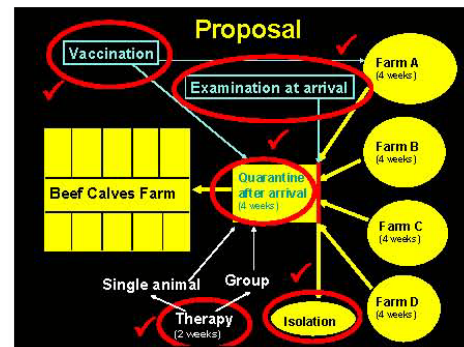 Proposal
Vaccination
Examination at arrival
Farm A
(4 weeks)
Farm B
(4 weeks)
Beef Calves Farm
Quarantine
after arrival
(4 weeks)
Farm C
(4 weeks)
Single animal
Group
Therapy
(2 weeks)
Isolation
Farm D
(4 weeks)